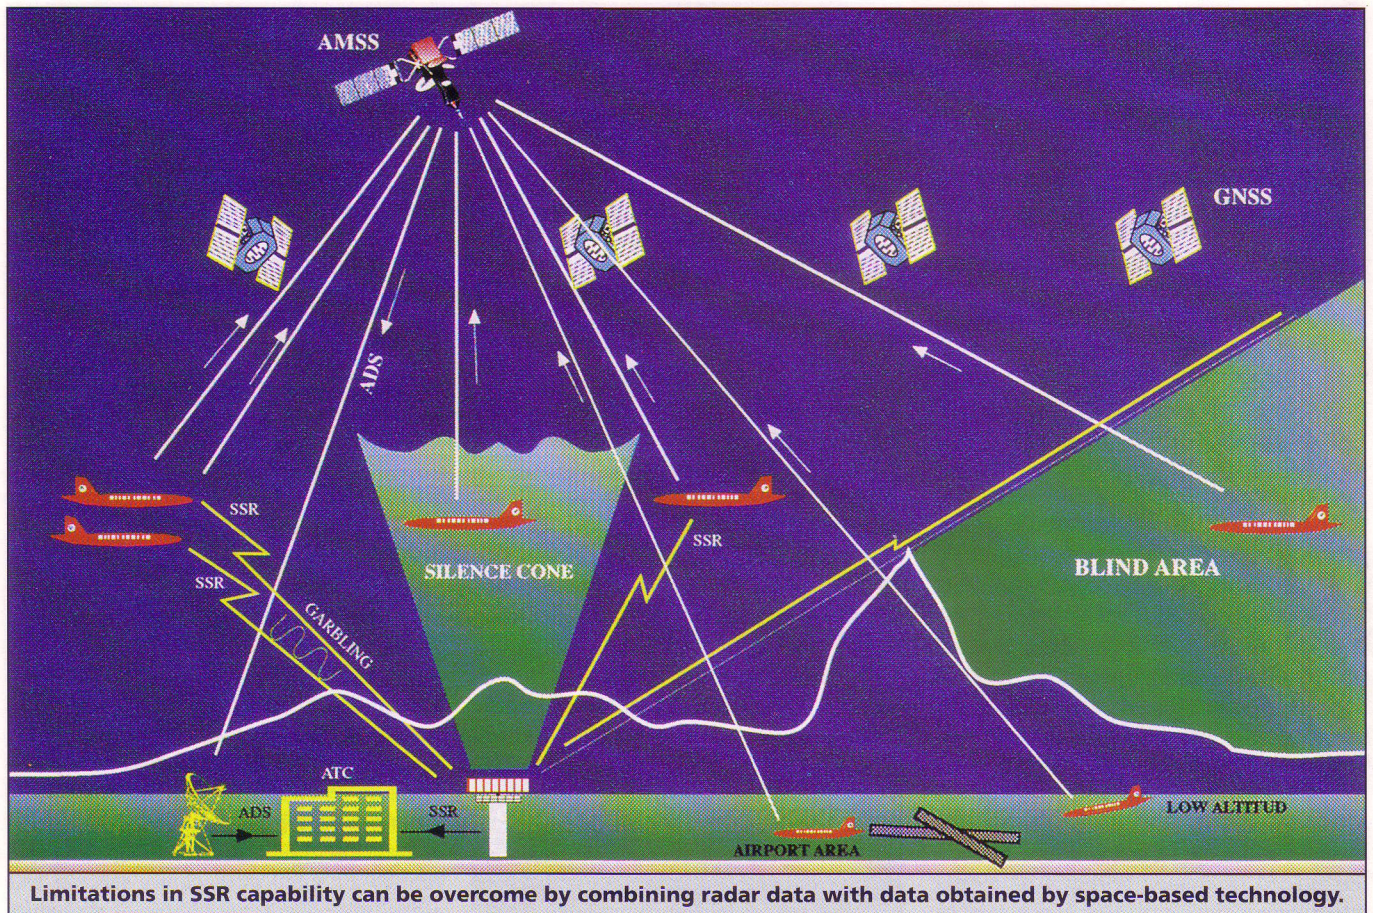 AMSS
GNSS
ADS
SSR
SSR
SSR
GARBLING
SILENCE CONE
BLIND AREA
ATC
ADS
SSR
LOW ALTITUD
AIRPORT AREA
Limitations in SSR capability can be overcome by combining radar data with data obtained by space-based technology.